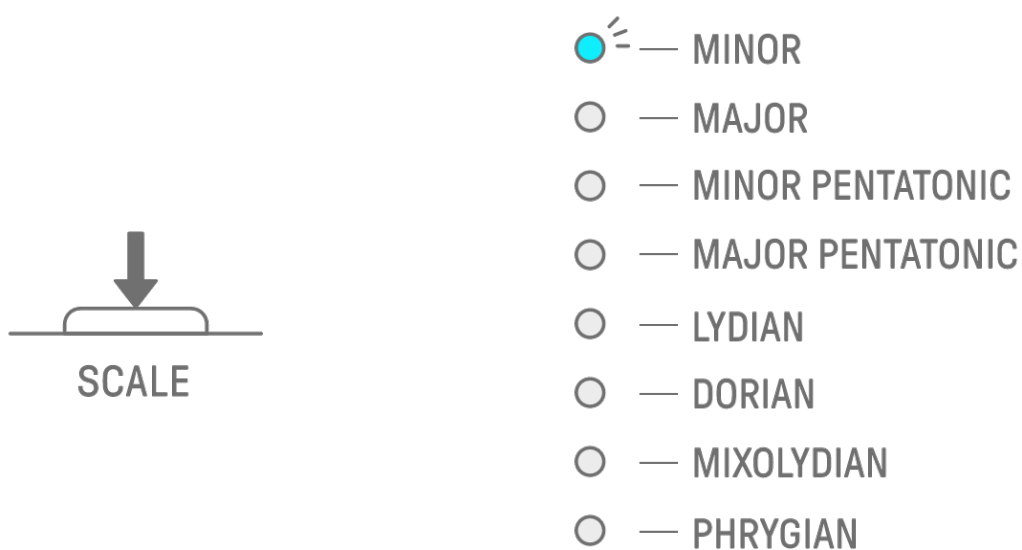 MINOR
MAJOR
MINOR PENTATONIC
MAJOR PENTATONIC
LYDIAN
SCALE
DORIAN
MIXOLYDIAN
PHRYGIAN